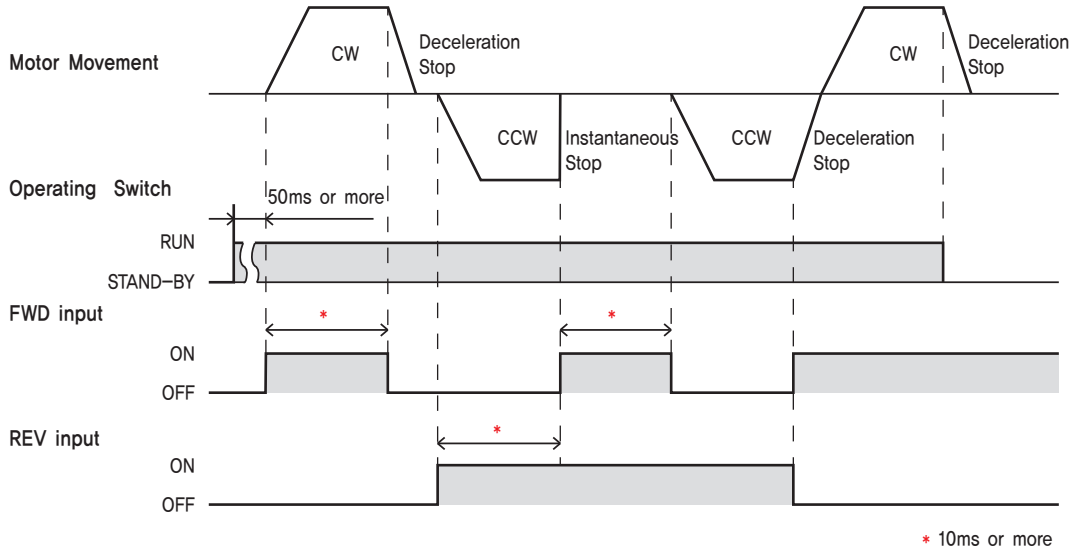 Motor Movement
CW
Deceleration
Stop
CCW
Instantaneous
Stop
CCW
Deceleration
Stop
CW
Deceleration
Stop
Operating Switch
50ms or more
RUN
STAND-BY
FWD input
*
*
ON
OFF
REV input
*
ON
OFF
* 10ms or more